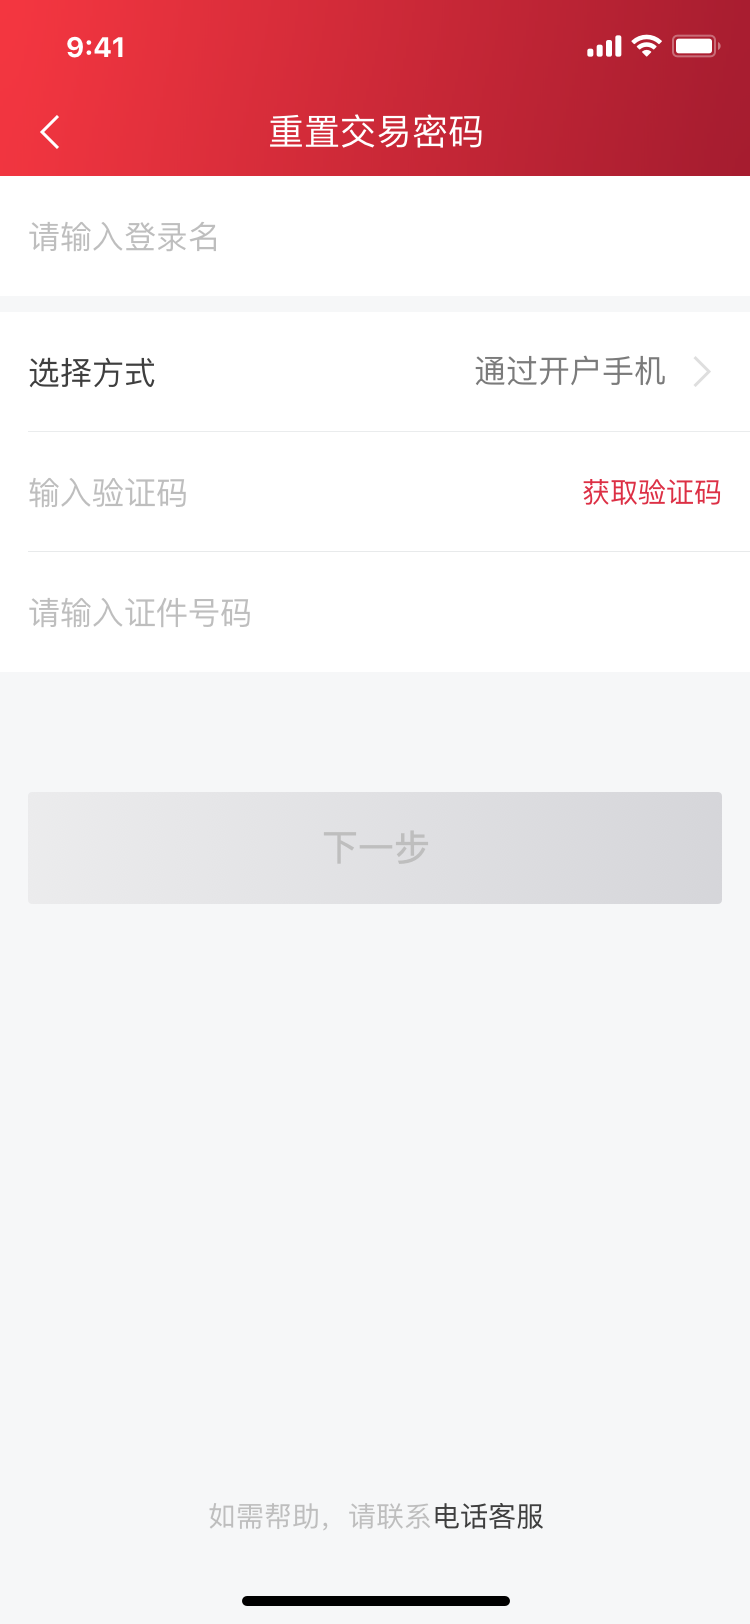 9:41
重置交易密码
请输入登录名
选择方式 通过开户手机
输入验证码 获取验证码
请输入证件号码
下一步
如需帮助，请联系电话客服